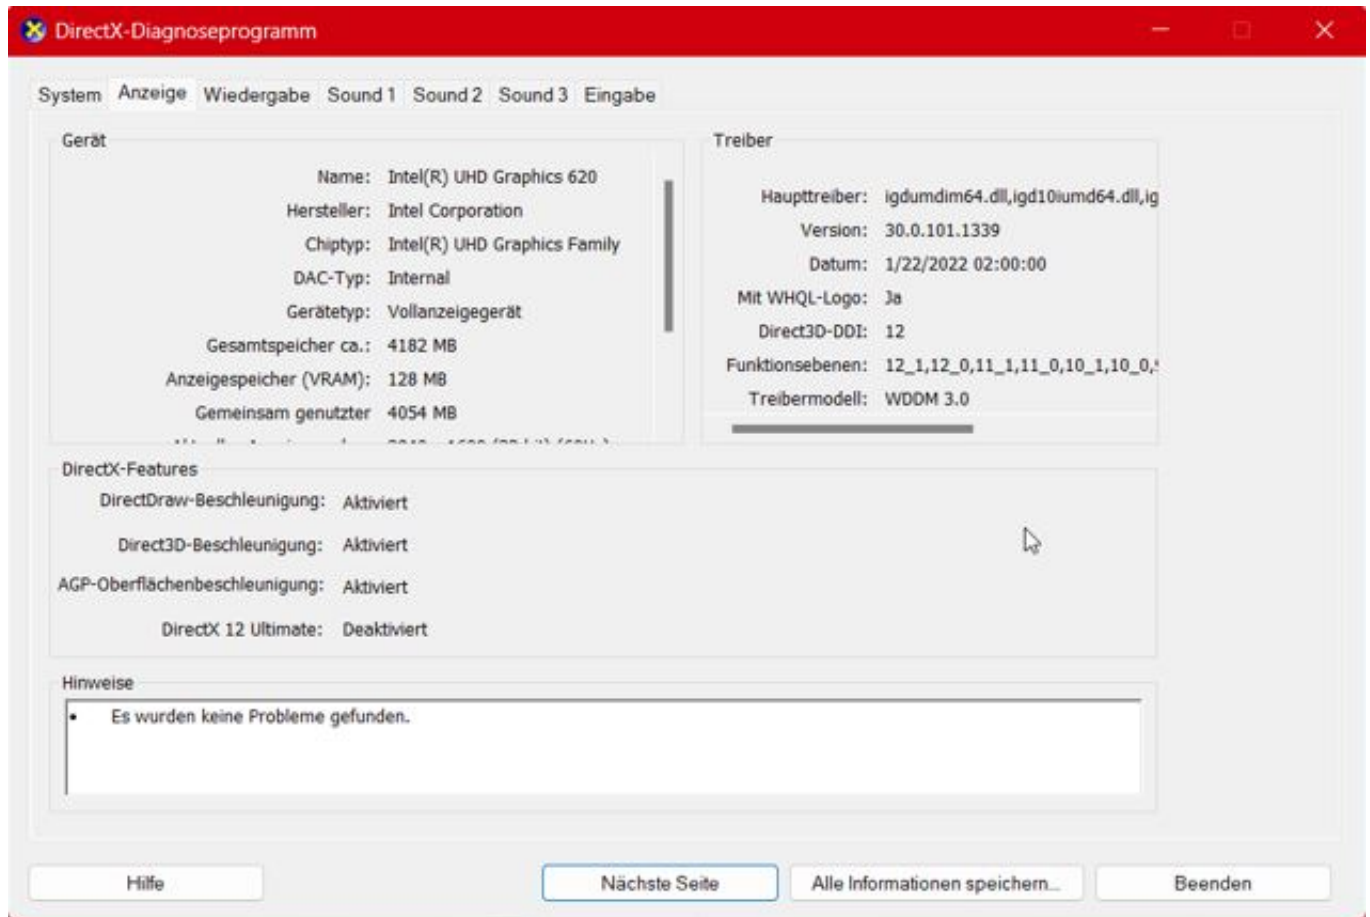 DirectX-Diagnoseprogramm
System Anzeige Wiedergabe Sound 1 Sound 2 Sound 3 Eingabe
Gerät
Name: Intel(R) UHD Graphics 620
Hersteller: Intel Corporation
Chiptyp: Intel(R) UHD Graphics Family
DAC-Typ: Internal
Gerätetyp: Vollanzeigegerät
Gesamtspeicher ca.: 4182 MB
Anzeigespeicher (VRAM): 128 MB
Gemeinsam genutzter 4054 MB
Treiber
Haupttreiber: igdumdim64.dll,igd10iumd64.dll,ig
Version: 30.0.101.1339
Datum: 1/22/2022 02:00:00
Mit WHQL-Logo: Ja
Direct3D-DDI: 12
Funktionsebenen: 12_1,12_0,11_1,11_0,10_1,10_0,
Treibermodell: WDDM 3.0
DirectX-Features
DirectDraw-Beschleunigung: Aktiviert
Direct3D-Beschleunigung: Aktiviert
AGP-Oberflächenbeschleunigung: Aktiviert
DirectX 12 Ultimate: Deaktiviert
Hinweise
• Es wurden keine Probleme gefunden.
Hilfe Nächste Seite Alle Informationen speichern... Beenden